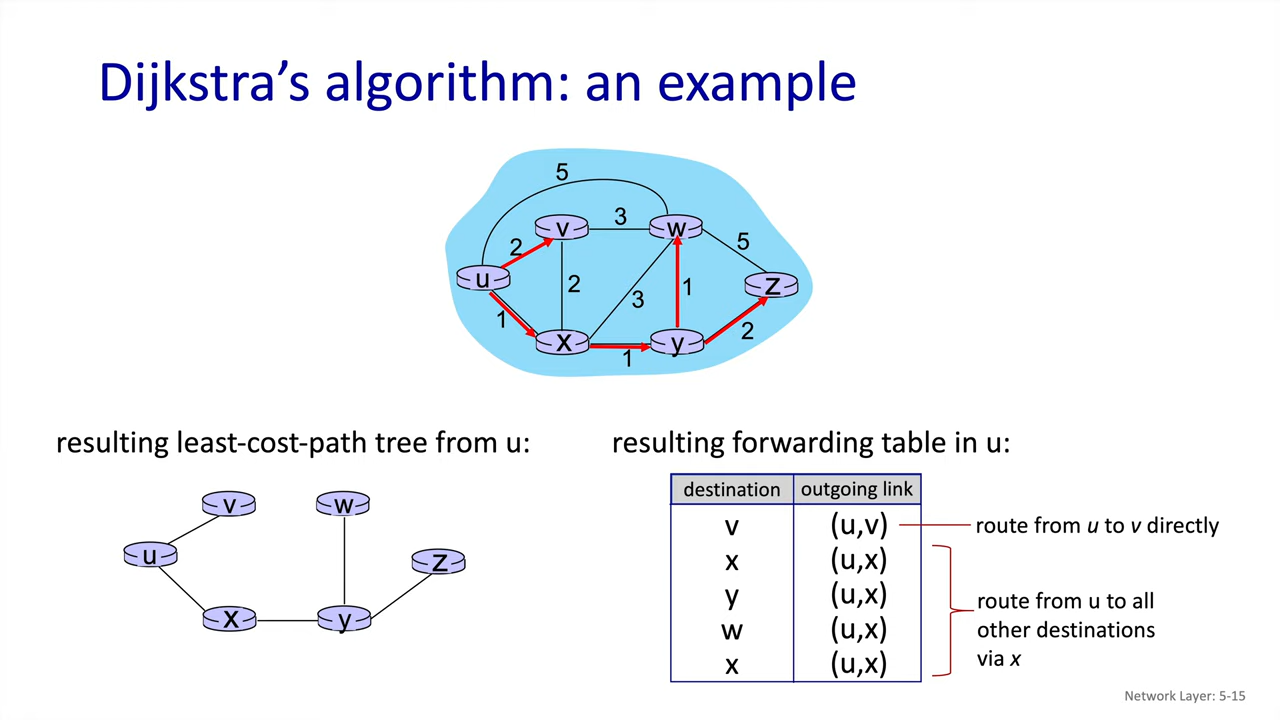 Dijkstra's algorithm: an example
5
v
3
w
2
5
u
2
3
1
z
1
x
1
y
2
resulting least-cost-path tree from u:
v
w
u
z
x
y
resulting forwarding table in u:
destination outgoing link
v (u,v)
x (u,x)
y (u,x)
w (u,x)
x (u,x)
route from u to v directly
route from u to all
other destinations
via x
Network Layer: 5-15